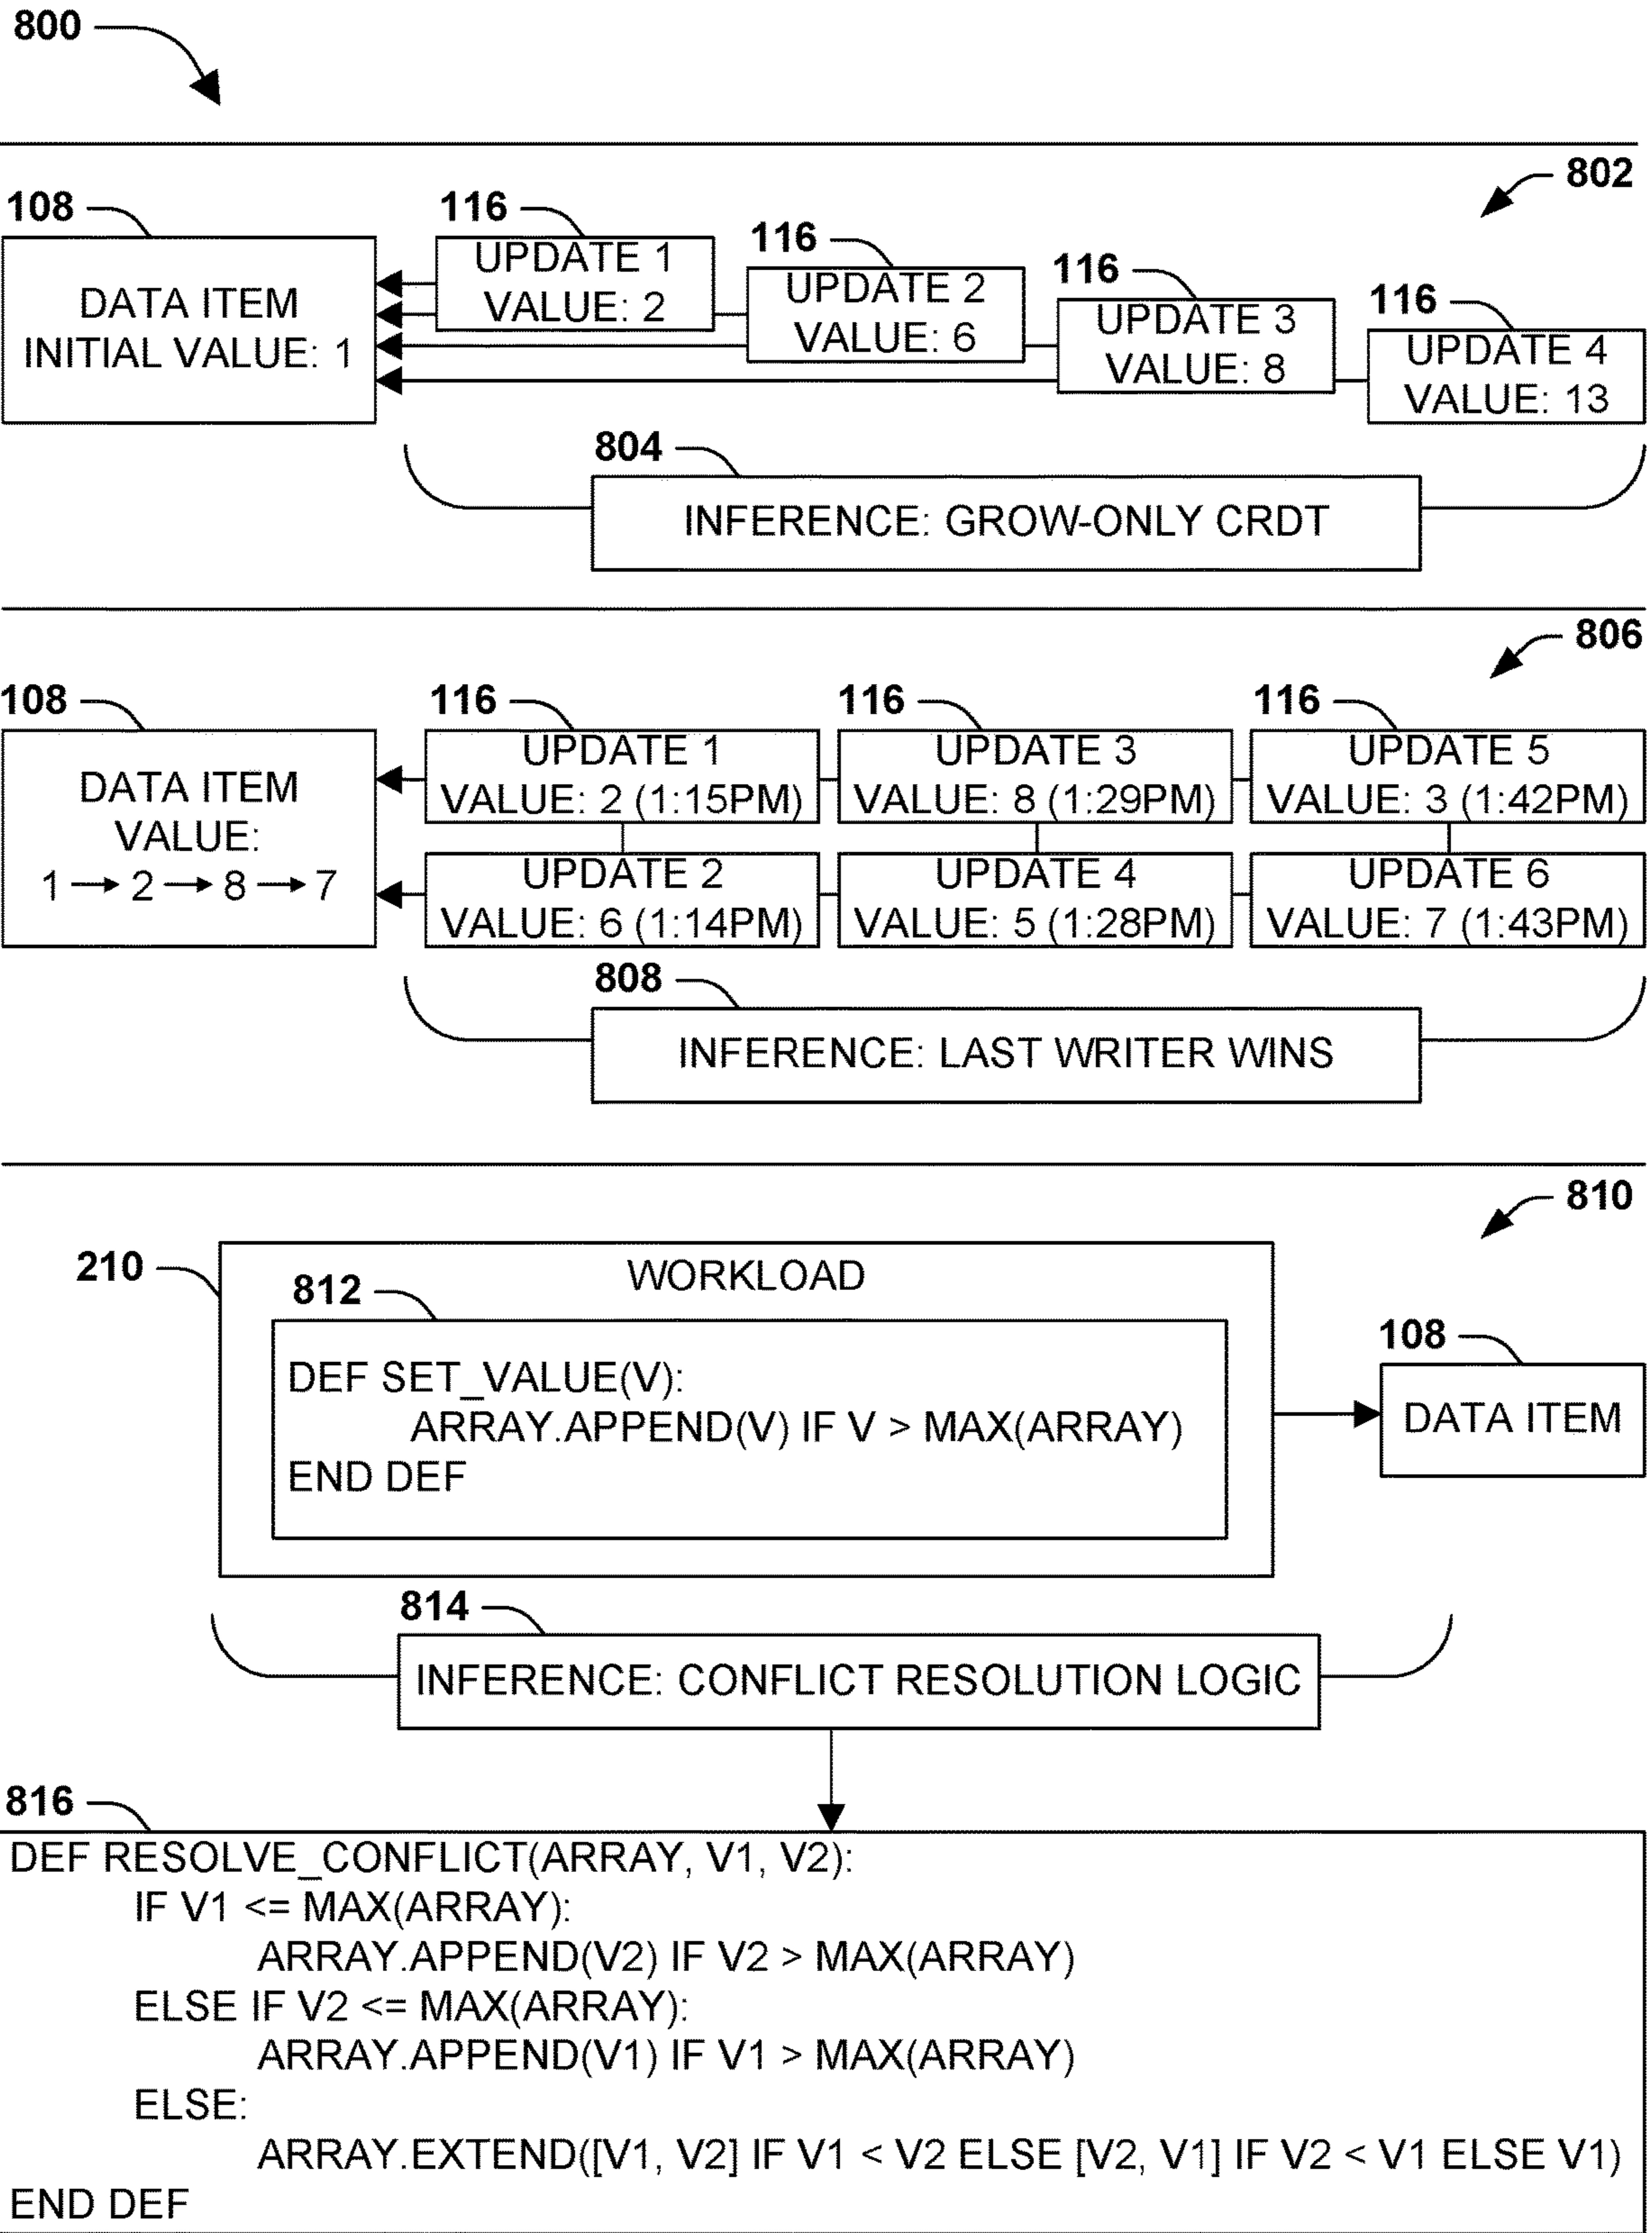 800
802
108
116
116
116
116
DATA ITEM
INITIAL VALUE: 1
UPDATE 1
VALUE: 2
UPDATE 2
VALUE: 6
UPDATE 3
VALUE: 8
UPDATE 4
VALUE: 13
804
INFERENCE: GROW-ONLY CRDT
806
108
116
116
116
DATA ITEM
VALUE:
1 → 2 → 8 → 7
UPDATE 1
VALUE: 2 (1:15PM)
UPDATE 3
VALUE: 8 (1:29PM)
UPDATE 5
VALUE: 3 (1:42PM)
UPDATE 2
VALUE: 6 (1:14PM)
UPDATE 4
VALUE: 5 (1:28PM)
UPDATE 6
VALUE: 7 (1:43PM)
808
INFERENCE: LAST WRITER WINS
810
210
WORKLOAD
812
DEF SET_VALUE(V):
ARRAY.APPEND(V) IF V > MAX(ARRAY)
END DEF
108
DATA ITEM
814
INFERENCE: CONFLICT RESOLUTION LOGIC
816
DEF RESOLVE_CONFLICT(ARRAY, V1, V2):
IF V1 <= MAX(ARRAY):
ARRAY.APPEND(V2) IF V2 > MAX(ARRAY)
ELSE IF V2 <= MAX(ARRAY):
ARRAY.APPEND(V1) IF V1 > MAX(ARRAY)
ELSE:
ARRAY.EXTEND([V1, V2] IF V1 < V2 ELSE [V2, V1] IF V2 < V1 ELSE V1)
END DEF